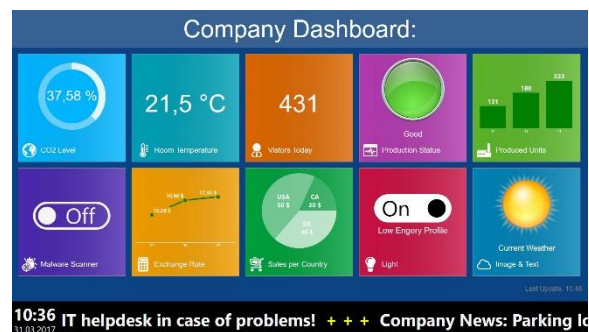 Company Dashboard:
37,58 %
CO2 Level
21,5 °C
Room Temperature
431
Vistors Today
Good
Production Status
131
180
223
Produced Units
Off
Malware Scanner
Exchange Rate
USA
50 $
CA
20 $
Sales per Country
On
Low Engery Profile
Light
Current Weather
Image & Text
Last Update, 10:48
10:36
31.03.2017
IT helpdesk in case of problems! + + + Company News: Parking lo